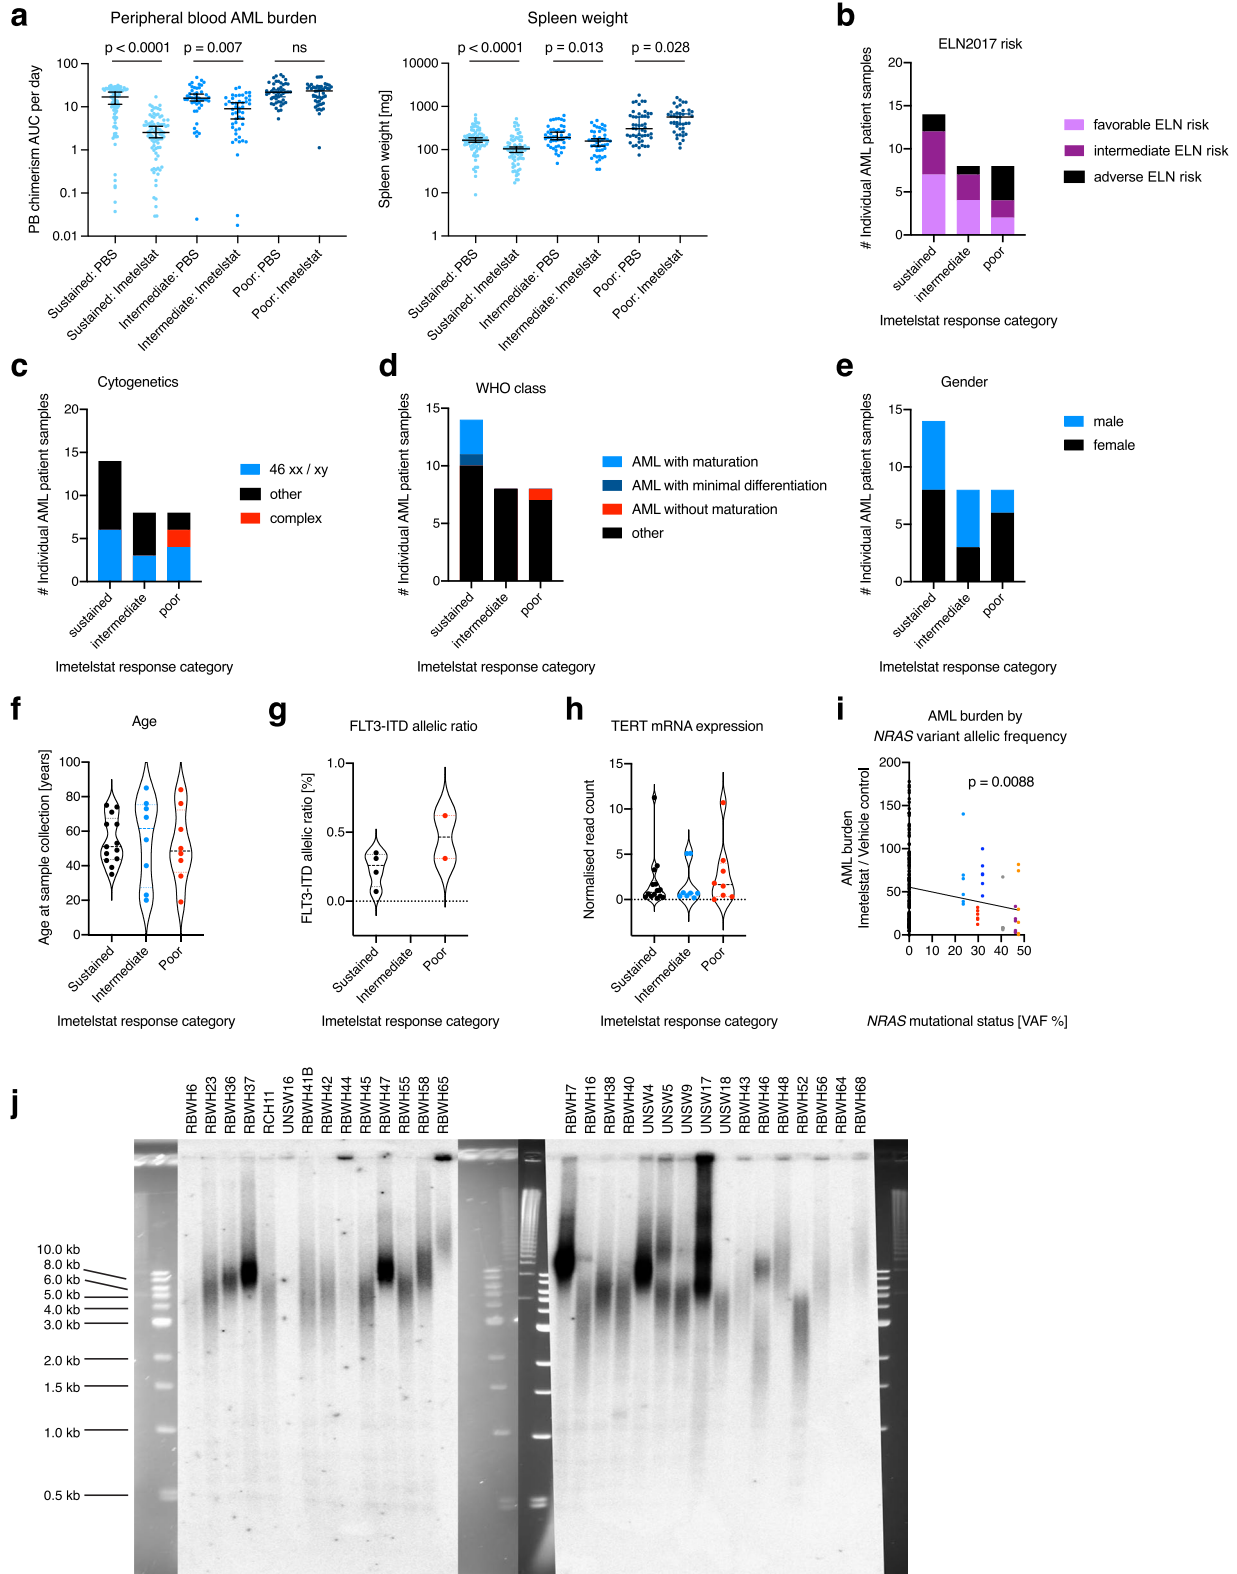 a
Peripheral blood AML burden
p < 0.0001
p = 0.007
ns
PB chimerism AUC per day
100
10
1
0.1
0.01
Sustained: PBS
Sustained: Imetelstat
Intermediate: PBS
Intermediate: Imetelstat
Poor: PBS
Poor: Imetelstat
Spleen weight
p < 0.0001
p = 0.013
p = 0.028
Spleen weight [mg]
10000
1000
100
10
1
Sustained: PBS
Sustained: Imetelstat
Intermediate: PBS
Intermediate: Imetelstat
Poor: PBS
Poor: Imetelstat
b
ELN2017 risk
# Individual AML patient samples
20
15
10
5
0
sustained
intermediate
poor
Imetelstat response category
favorable ELN risk
intermediate ELN risk
adverse ELN risk
c
Cytogenetics
# Individual AML patient samples
20
15
10
5
0
sustained
intermediate
poor
Imetelstat response category
46 xx / xy
other
complex
d
WHO class
# Individual AML patient samples
15
10
5
0
sustained
intermediate
poor
Imetelstat response category
AML with maturation
AML with minimal differentiation
AML without maturation
other
e
Gender
# Individual AML patient samples
15
10
5
0
sustained
intermediate
poor
Imetelstat response category
male
female
f
Age
Age at sample collection [years]
100
80
60
40
20
0
Sustained
Intermediate
Poor
Imetelstat response category
g
FLT3-ITD allelic ratio
FLT3-ITD allelic ratio [%]
1.0
0.5
0.0
Sustained
Intermediate
Poor
Imetelstat response category
h
TERT mRNA expression
Normalised read count
15
10
5
0
Sustained
Intermediate
Poor
Imetelstat response category
i
AML burden by
NRAS variant allelic frequency
p = 0.0088
AML burden
Imetelstat / Vehicle control
200
150
100
50
0
0 10 20 30 40 50
NRAS mutational status [VAF %]
j
RBWH6
RBWH23
RBWH36
RBWH37
RCH11
UNSW16
RBWH41B
RBWH42
RBWH44
RBWH45
RBWH47
RBWH55
RBWH58
RBWH65
RBWH7
RBWH16
RBWH38
RBWH40
UNSW4
UNSW5
UNSW9
UNSW17
UNSW18
RBWH43
RBWH46
RBWH48
RBWH52
RBWH56
RBWH64
RBWH68
10.0 kb
8.0 kb
6.0 kb
5.0 kb
4.0 kb
3.0 kb
2.0 kb
1.5 kb
1.0 kb
0.5 kb